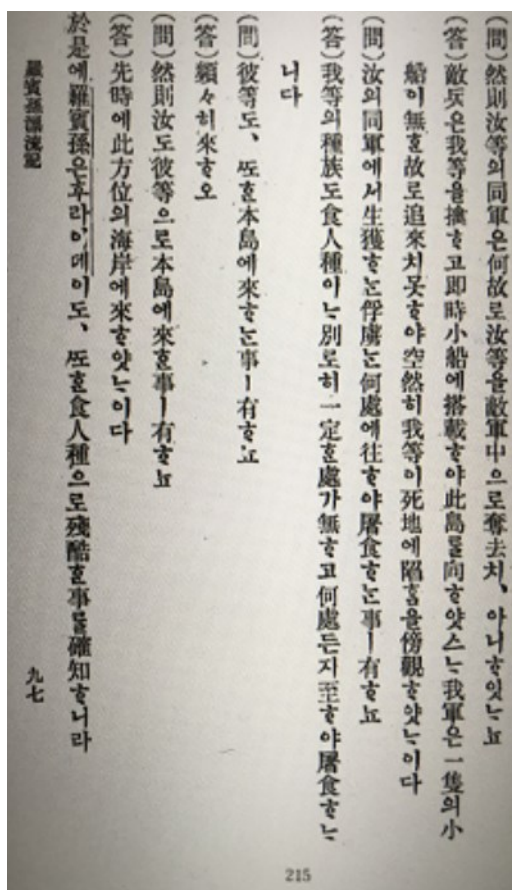 (問)然則汝等의同軍은何故로汝等을敵軍中으로奪去치、아니ᄒᆞ잇ᄂᆞ뇨
(答)敵兵은我等을擒ᄒᆞ고卽時小船에搭載ᄒᆞ야此島를向ᄒᆞ얏스ᄂᆞ我軍은一隻의小
船이無ᄒᆞᆫ故로追來치못ᄒᆞ야空然히我等이死地에陷ᄒᆞᆷ을傍觀ᄒᆞ얏ᄂᆞ이다
(問)汝의同軍에셔生獲ᄒᆞᄂᆞᆫ俘虜ᄂᆞᆫ何處에往ᄒᆞ야屠食ᄒᆞᄂᆞᆫ事ㅣ有ᄒᆞ뇨
(答)我等의種族도食人種이ᄂᆞ別로히一定ᄒᆞᆫ處가無ᄒᆞ고何處든지至ᄒᆞ야屠食ᄒᆞᄂᆞ
니다
(問)彼等도、ᄯᅩᄒᆞᆫ本島에來ᄒᆞᄂᆞᆫ事ㅣ有ᄒᆞ뇨
(答)頻々히來ᄒᆞ오
(問)然則汝도彼等으로本島에來ᄒᆞᆫ事ㅣ有ᄒᆞ뇨
(答)先時에此方位의海岸에來ᄒᆞ얏ᄂᆞ이다
於是에羅賓孫은후라이데이도、ᄯᅩᄒᆞᆫ食人種으로殘酷ᄒᆞᆫ事를確知ᄒᆞ니라
羅賓孫漂流記
九七
215